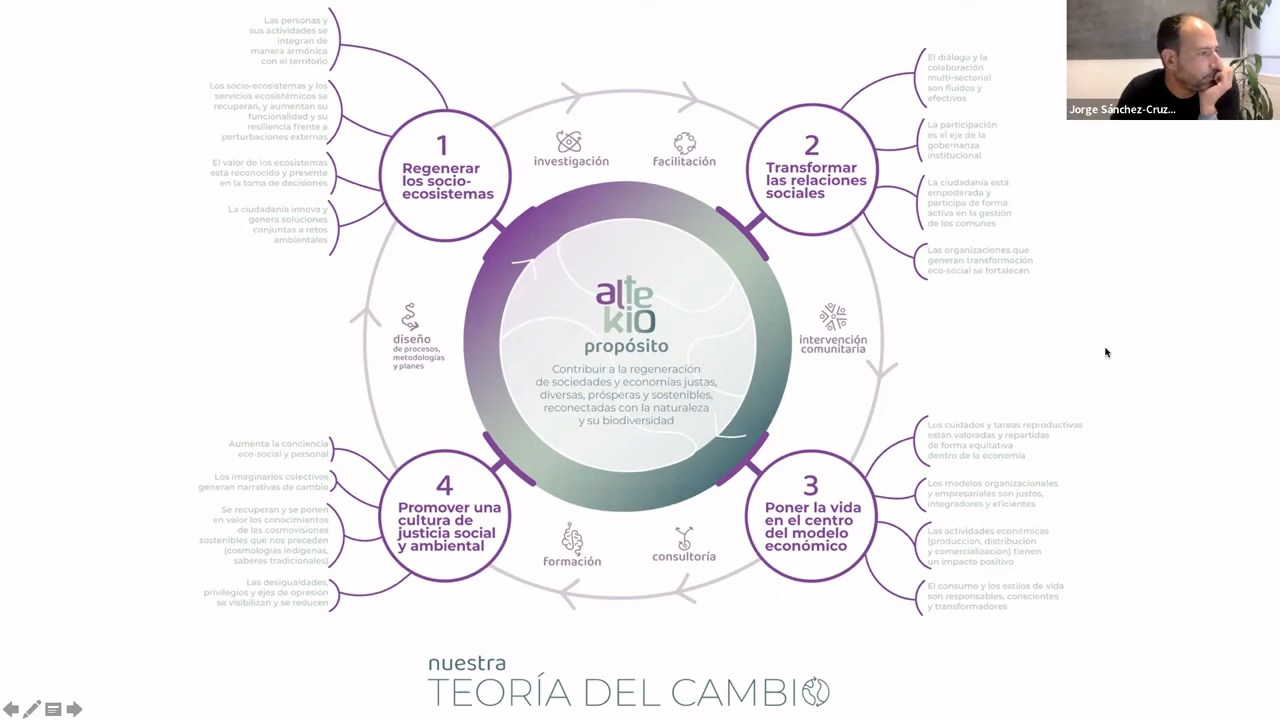 Las personas y
sus actividades se
integran de
manera armónica
con el territorio
Los socio-ecosistemas y los
servicios ecosistémicos se
recuperan, y aumentan su
funcionalidad y su
resiliencia frente a
perturbaciones externas
El valor de los ecosistemas
está reconocido y presente
en la toma de decisiones
La ciudadanía innova y
genera soluciones
conjuntas a retos
ambientales
1
Regenerar
los socio-
ecosistemas
investigación
facilitación
2
Transformar
las relaciones
sociales
El diálogo y la
colaboración
multi-sectorial
son fluidos y
efectivos
La participación
es el eje de la
gobernanza
institucional
La ciudadanía está
empoderada y
participa de forma
activa en la gestión
de los comunes
Las organizaciones que
generan transformación
eco-social se fortalecen
Jorge Sánchez-Cruz...
diseño
de procesos,
metodologías
y planes
alte
kio
propósito
Contribuir a la regeneración
de sociedades y economías justas,
diversas, prósperas y sostenibles,
reconectadas con la naturaleza
y su biodiversidad
intervención
comunitaria
Aumenta la conciencia
eco-social y personal
Los imaginarios colectivos
generan narrativas de cambio
Se recuperan y se ponen
en valor los conocimientos
de las cosmovisiones
sostenibles que nos preceden
(cosmologías indígenas,
saberes tradicionales)
Las desigualdades,
privilegios y ejes de opresión
se visibilizan y se reducen
4
Promover una
cultura de
justicia social
y ambiental
formación
consultoría
3
Poner la vida
en el centro
del modelo
económico
Los cuidados y tareas reproductivas
están valoradas y repartidas
de forma equitativa
dentro de la economía
Los modelos organizacionales
y empresariales son justos,
integradores y eficientes
Las actividades económicas
(producción, distribución
y comercialización) tienen
un impacto positivo
El consumo y los estilos de vida
son responsables, conscientes
y transformadores
nuestra
TEORÍA DEL CAMBIO